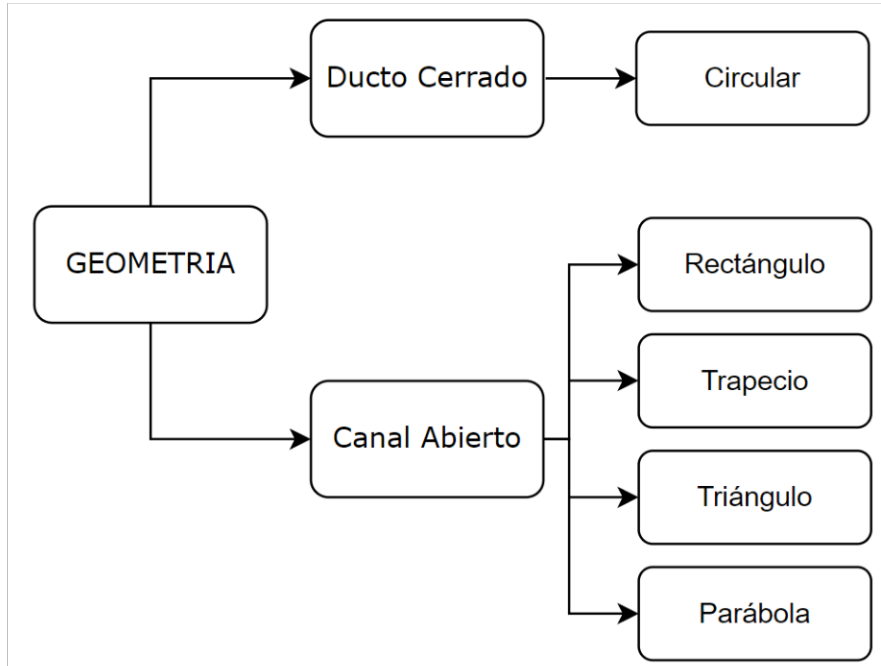 Ducto Cerrado
Circular
GEOMETRIA
Rectángulo
Trapecio
Canal Abierto
Triángulo
Parábola